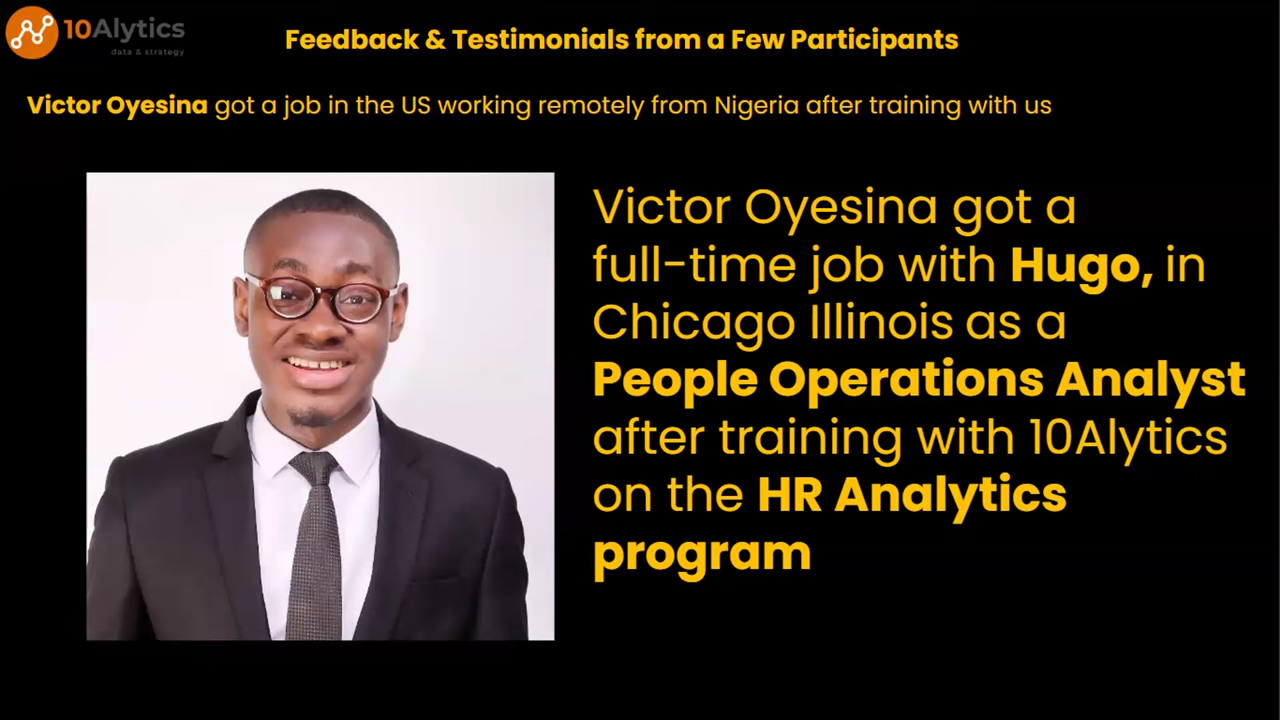 10Alytics
data & strategy
Feedback & Testimonials from a Few Participants
Victor Oyesina got a job in the US working remotely from Nigeria after training with us
Victor Oyesina got a
full-time job with Hugo, in
Chicago Illinois as a
People Operations Analyst
after training with 10Alytics
on the HR Analytics
program